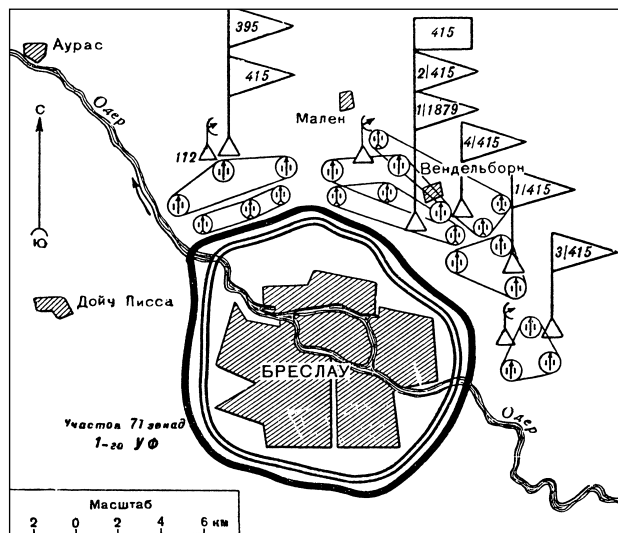 395
415
415
2/415
1/1879
4/415
1/415
3/415
Аурас
Одер
С
Ю
112
Мален
Вендельборн
Дойч Лисса
БРЕСЛАУ
Участок 71 зенад
1-го УФ
Одер
Масштаб
2 0 2 4 6 км